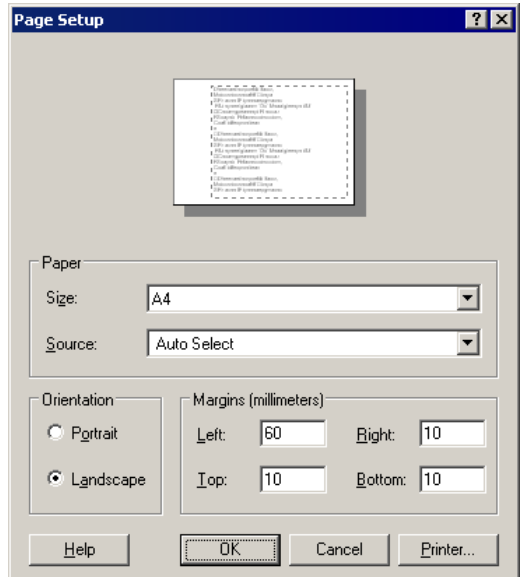 Page Setup
Paper
Size: A4
Source: Auto Select
Orientation
Portrait
Landscape
Margins (millimeters)
Left: 60 Right: 10
Top: 10 Bottom: 10
Help OK Cancel Printer...